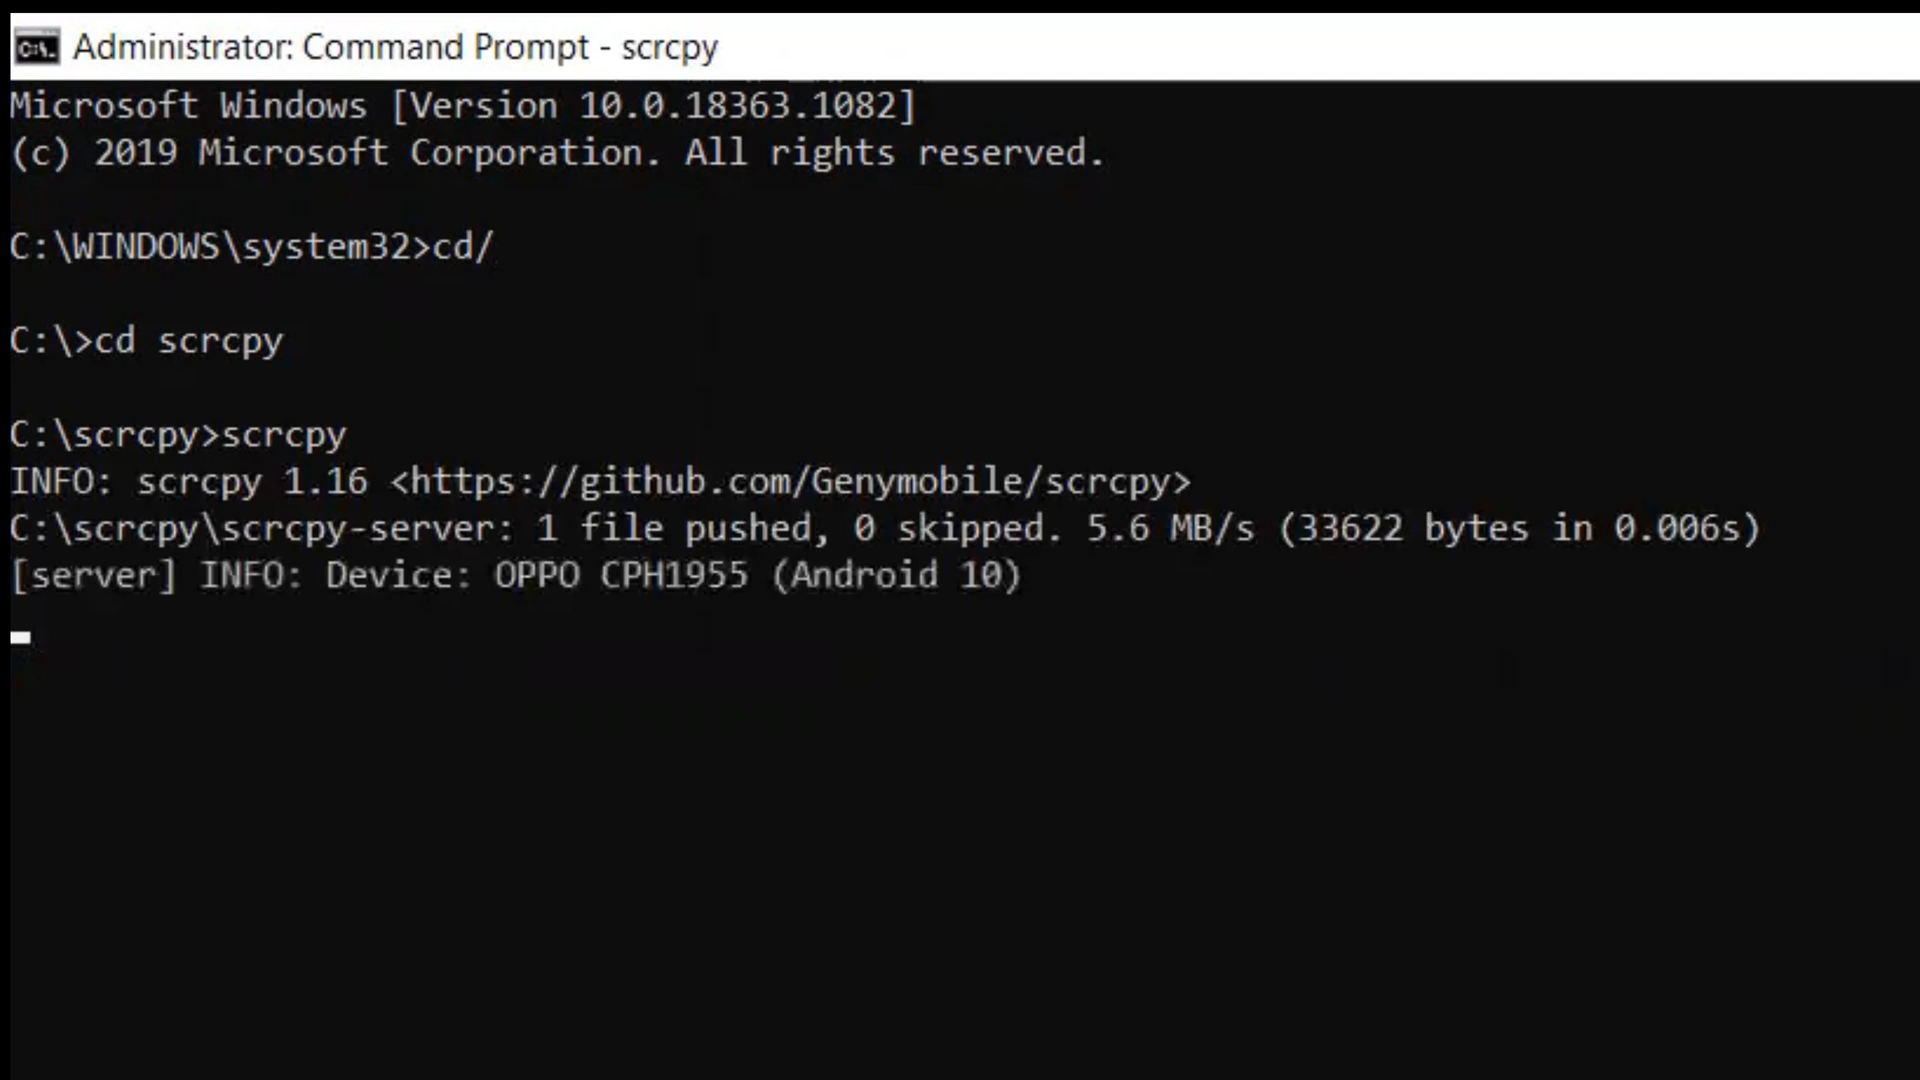 Administrator: Command Prompt - scrcpy
Microsoft Windows [Version 10.0.18363.1082]
(c) 2019 Microsoft Corporation. All rights reserved.
C:\WINDOWS\system32>cd/
C:\>cd scrcpy
C:\scrcpy>scrcpy
INFO: scrcpy 1.16 <https://github.com/Genymobile/scrcpy>
C:\scrcpy\scrcpy-server: 1 file pushed, 0 skipped. 5.6 MB/s (33622 bytes in 0.006s)
[server] INFO: Device: OPPO CPH1955 (Android 10)